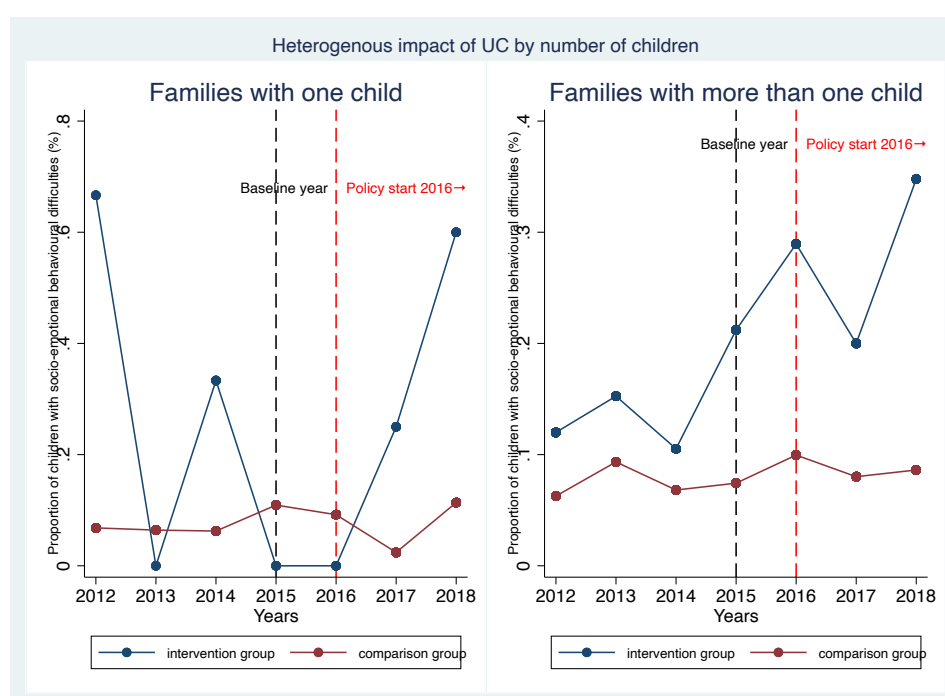 Heterogenous impact of UC by number of children
Families with one child
Proportion of children with socio-emotional behavioural difficulties (%)
.8
.6
.4
.2
0
Baseline year
Policy start 2016→
2012 2013 2014 2015 2016 2017 2018
Years
intervention group
comparison group
Families with more than one child
Proportion of children with socio-emotional behavioural difficulties (%)
.4
.3
.2
.1
0
Baseline year
Policy start 2016→
2012 2013 2014 2015 2016 2017 2018
Years
intervention group
comparison group